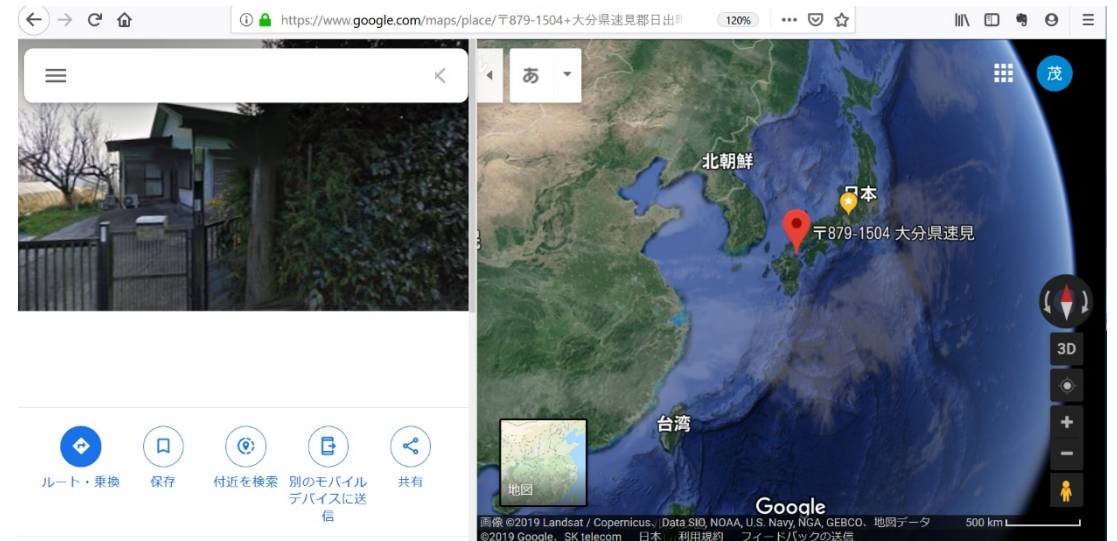 https://www.google.com/maps/place/〒879-1504+大分県速見郡日出
120%
あ
茂
北朝鮮
日本
〒879-1504 大分県速見
3D
台湾
地図
ルート・乗換
保存
付近を検索
別のモバイル
デバイスに送
信
共有
Google
画像 ©2019 Landsat / Copernicus、Data SIO, NOAA, U.S. Navy, NGA, GEBCO、地図データ
500 km
©2019 Google、SK telecom
日本
利用規約
フィードバックの送信